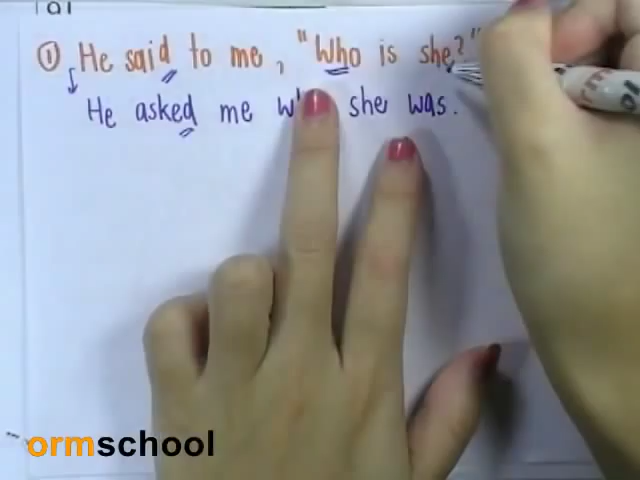 ① He said to me, "Who is she?"
He asked me she was.
ormschool